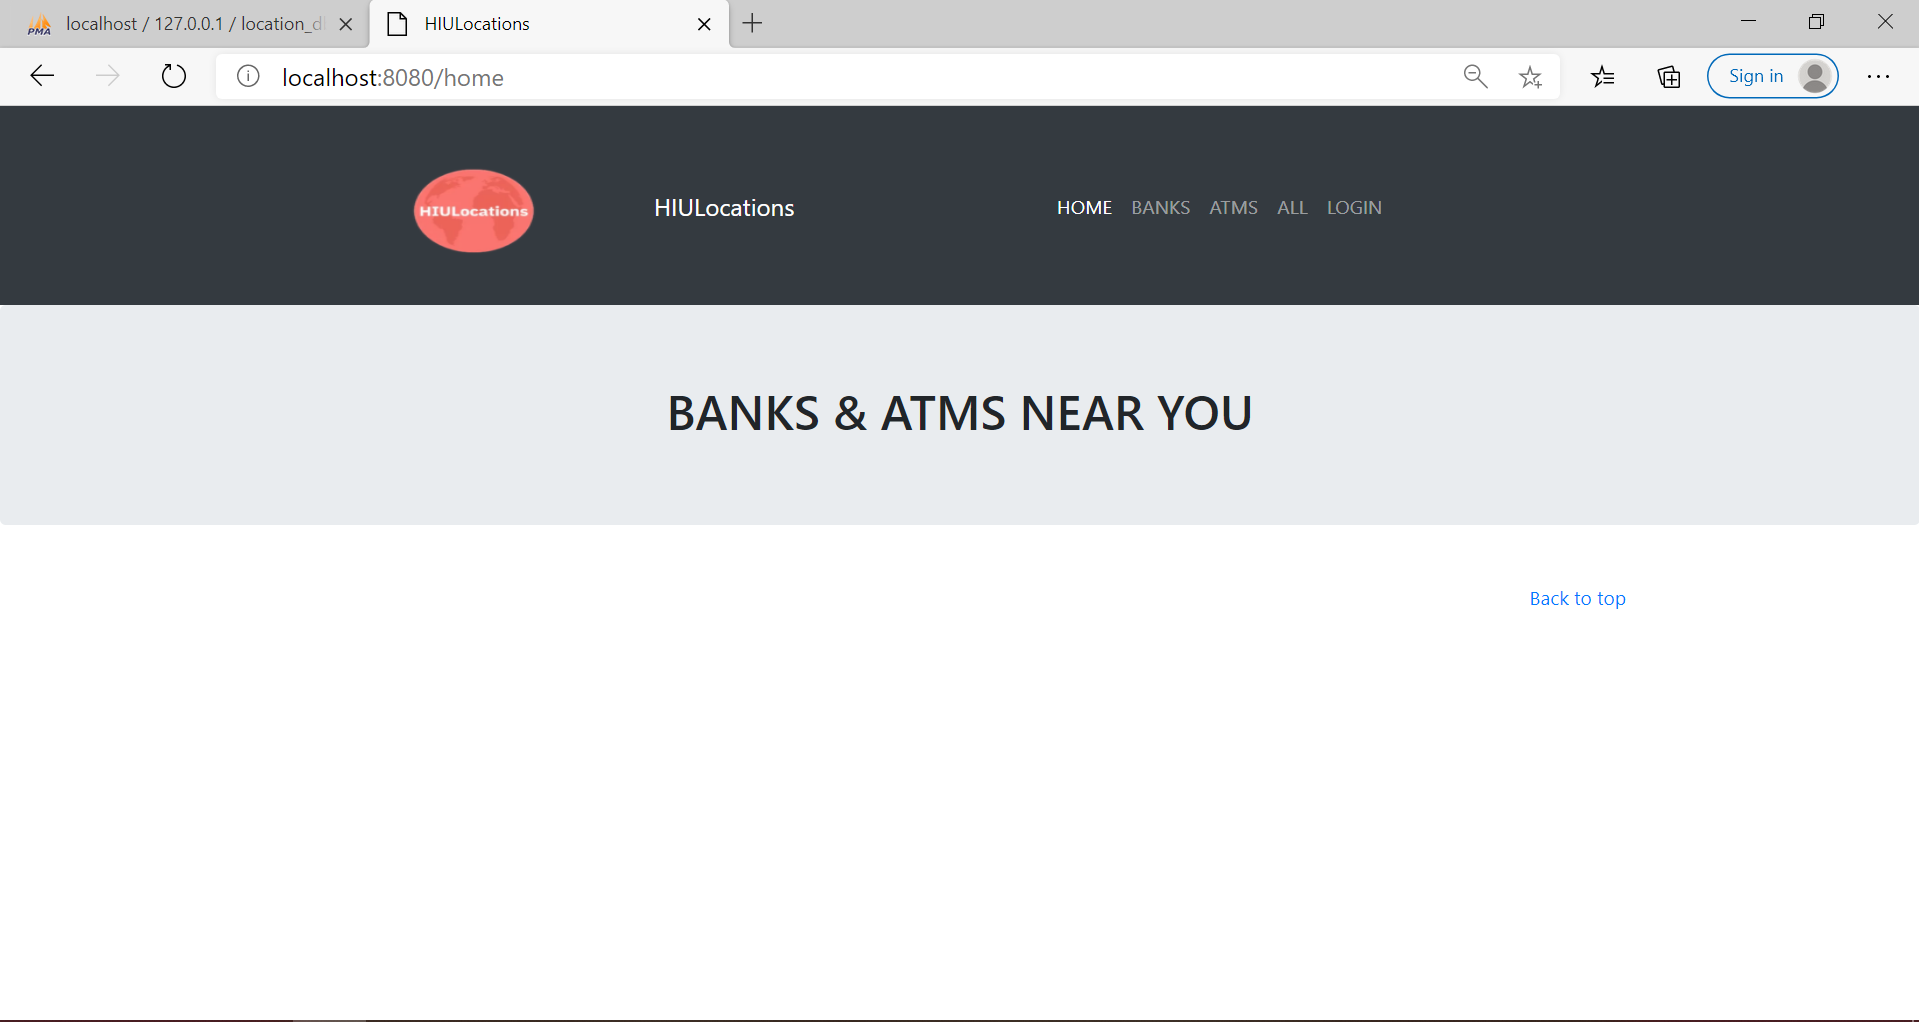 localhost / 127.0.0.1 / location_d
HIULocations
localhost:8080/home
Sign in
HIULocations
HIULocations
HOME BANKS ATMS ALL LOGIN
BANKS & ATMS NEAR YOU
Back to top
PMA